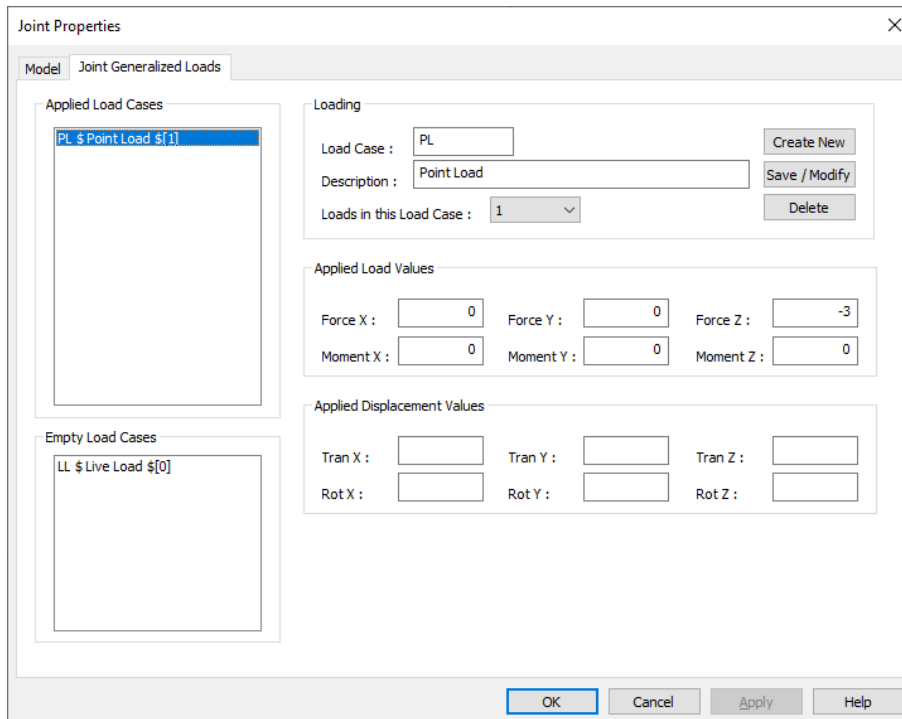 Joint Properties
Model
Joint Generalized Loads
Applied Load Cases
PL $ Point Load $[1]
Empty Load Cases
LL $ Live Load $[0]
Loading
Load Case : PL
Create New
Description : Point Load
Save / Modify
Loads in this Load Case : 1
Delete
Applied Load Values
Force X : 0 Force Y : 0 Force Z : -3
Moment X : 0 Moment Y : 0 Moment Z : 0
Applied Displacement Values
Tran X : Tran Y : Tran Z :
Rot X : Rot Y : Rot Z :
OK Cancel Apply Help